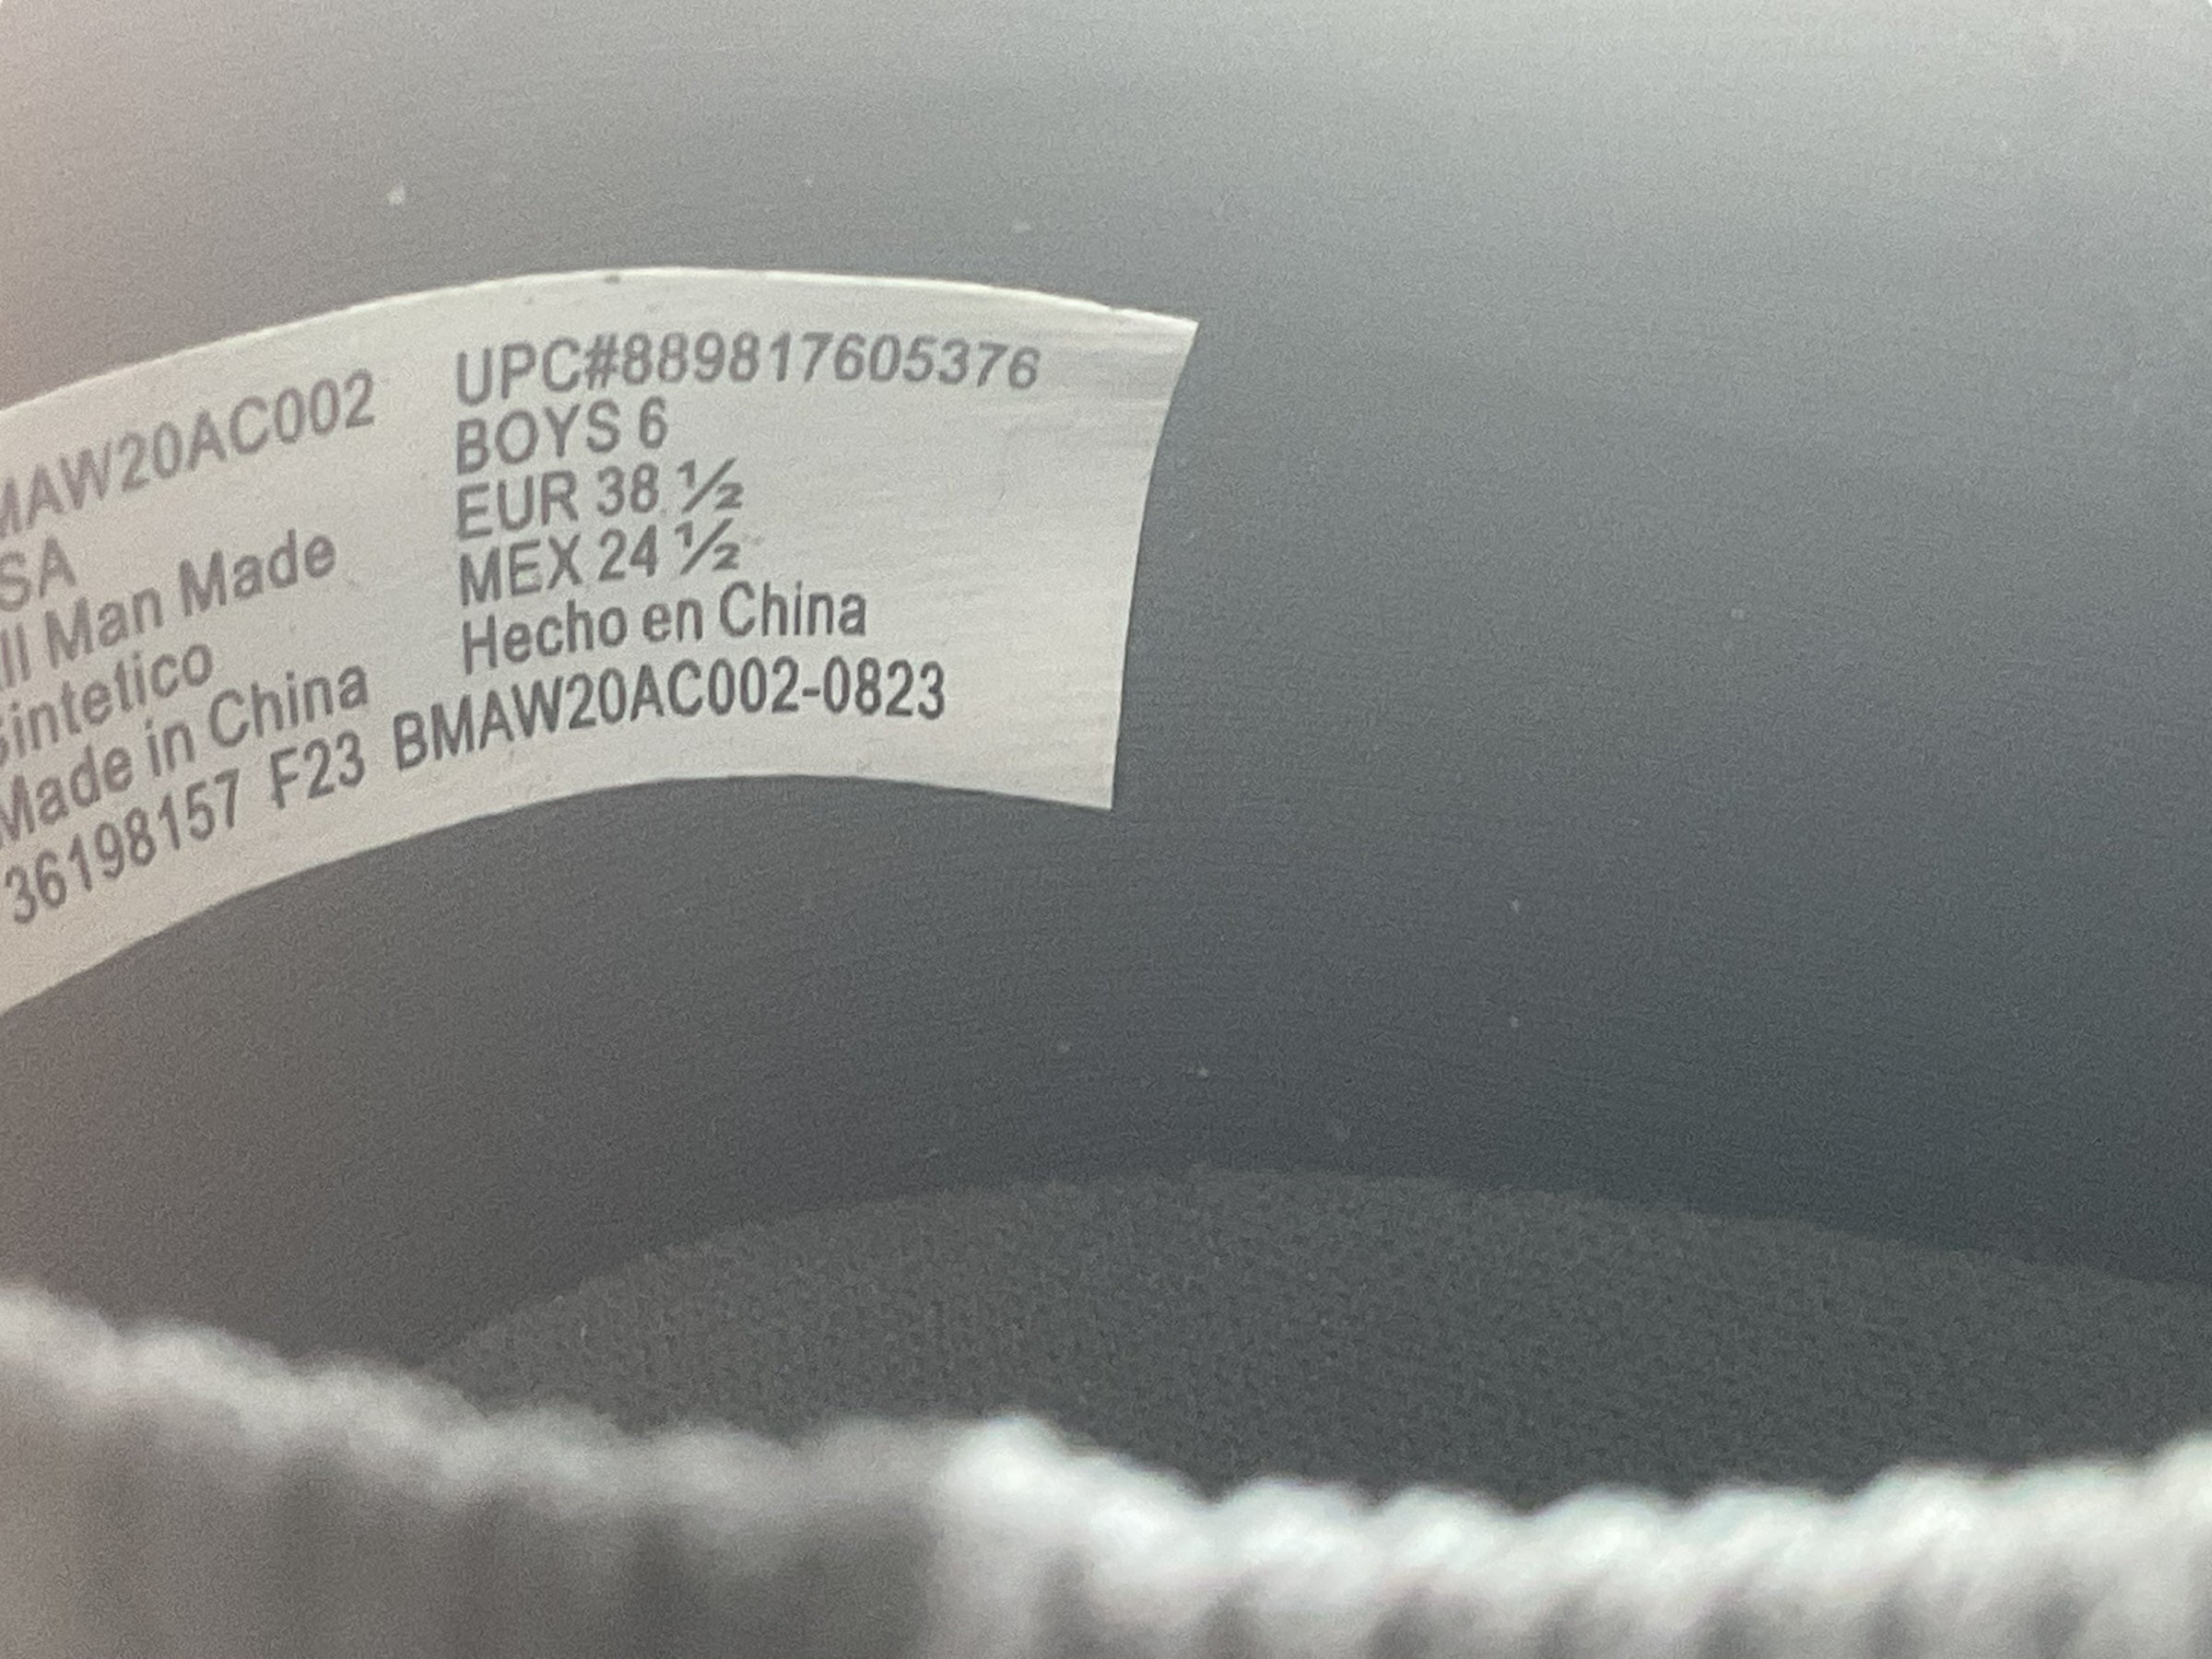 MAW20AC002
SA
ll Man Made
intetico
Made in China
36198157 F23 BMAW20AC002-0823
UPC#889817605376
BOYS 6
EUR 38 ½
MEX 24 ½
Hecho en China